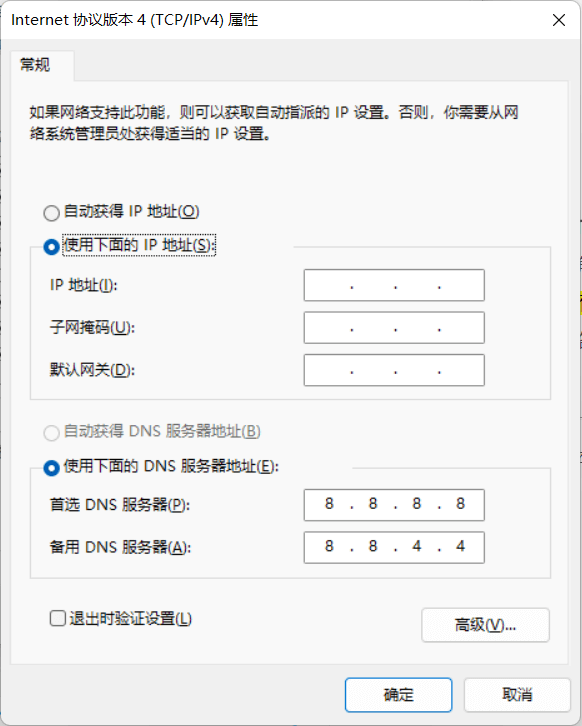 Internet 协议版本 4 (TCP/IPv4) 属性
常规
如果网络支持此功能，则可以获取自动指派的 IP 设置。否则，你需要从网
络系统管理员处获得适当的 IP 设置。
自动获得 IP 地址(O)
使用下面的 IP 地址(S):
IP 地址(I): . . .
子网掩码(U): . . .
默认网关(D): . . .
自动获得 DNS 服务器地址(B)
使用下面的 DNS 服务器地址(E):
首选 DNS 服务器(P): 8 . 8 . 8 . 8
备用 DNS 服务器(A): 8 . 8 . 4 . 4
退出时验证设置(L)
高级(V)...
确定 取消